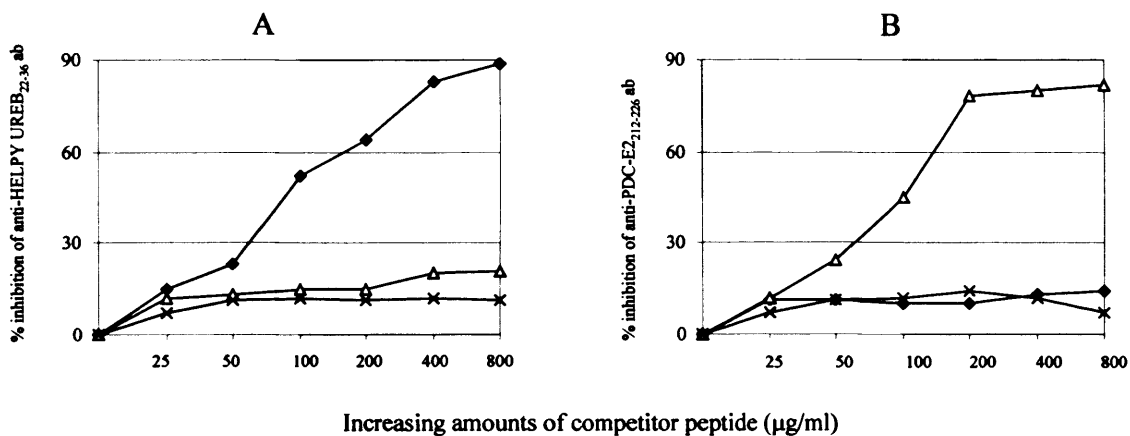 A
B
% inhibition of anti-HELPY UREB22-36 ab
90
60
30
0
25 50 100 200 400 800
% inhibition of anti-PDC-E2212-226 ab
90
60
30
0
25 50 100 200 400 800
Increasing amounts of competitor peptide (µg/ml)